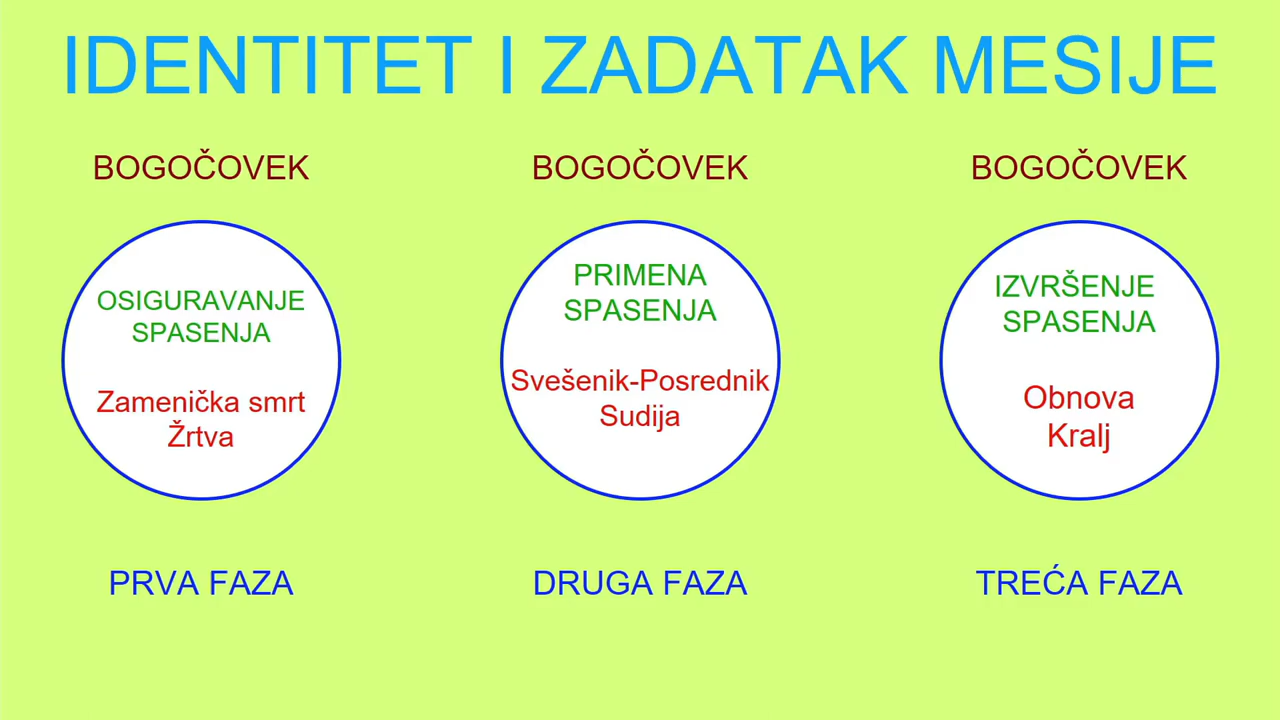 IDENTITET I ZADATAK MESIJE
BOGOČOVEK
OSIGURAVANJE
SPASENJA
Zamenička smrt
Žrtva
PRVA FAZA
BOGOČOVEK
PRIMENA
SPASENJA
Svešenik-Posrednik
Sudija
DRUGA FAZA
BOGOČOVEK
IZVRŠENJE
SPASENJA
Obnova
Kralj
TREĆA FAZA